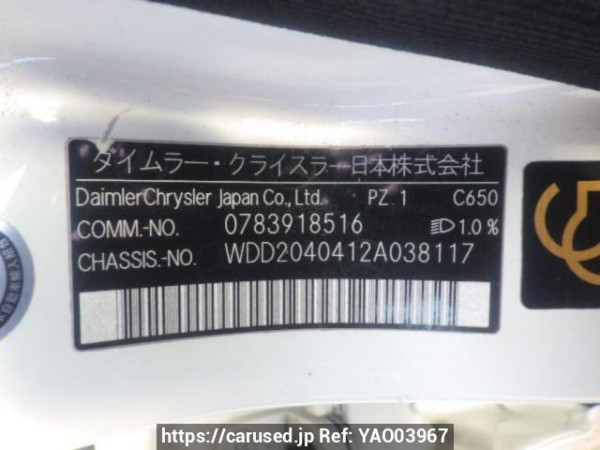 ダイムラー・クライスラー日本株式会社
DaimlerChrysler Japan Co., Ltd. PZ. 1 C650
COMM.-NO. 0783918516 1.0 %
CHASSIS.-NO. WDD2040412A038117
https://carused.jp Ref: YAO03967